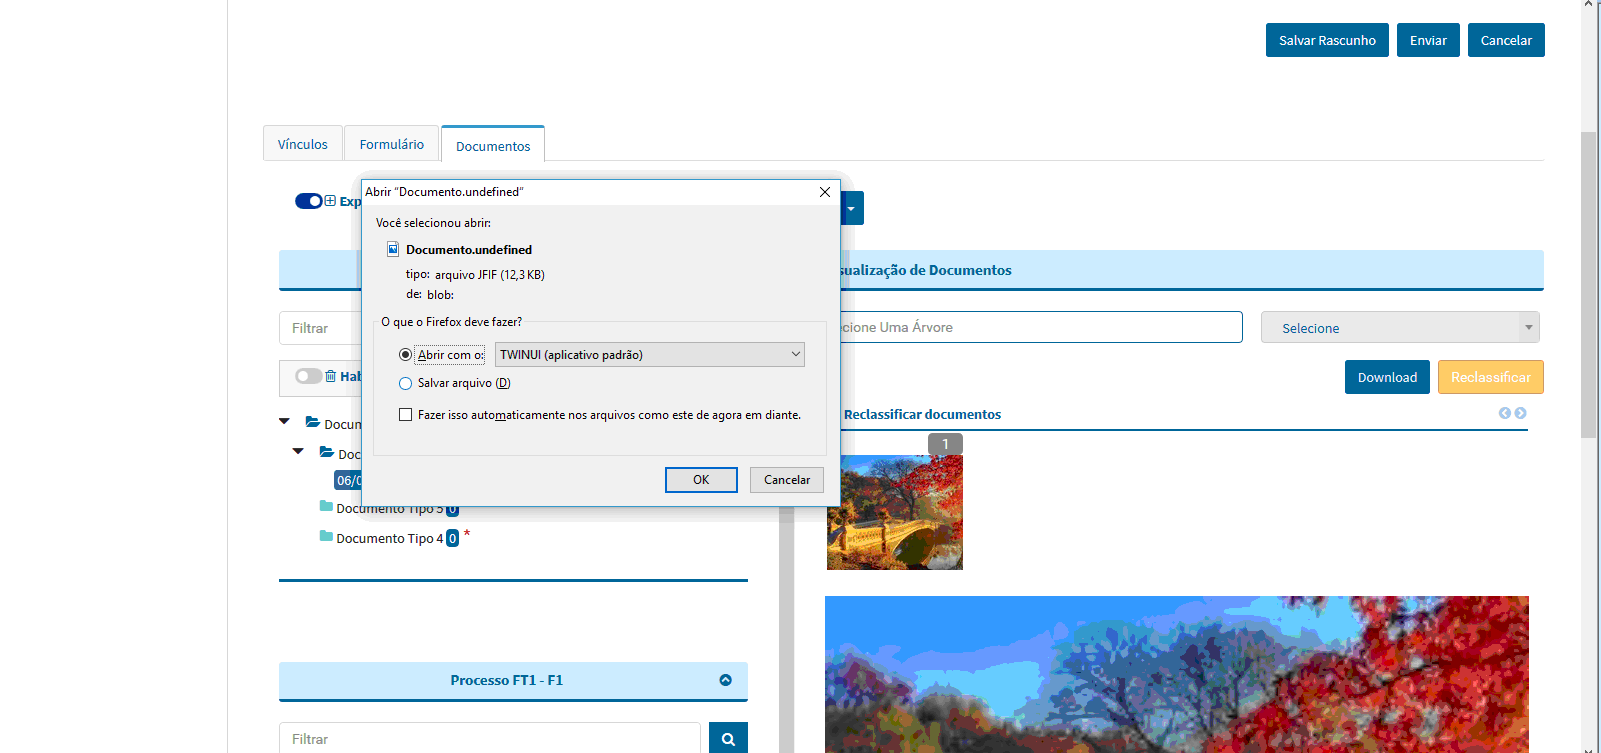 Salvar Rascunho Enviar Cancelar
Vínculos Formulário Documentos
Abrir “Documento.undefined”
Você selecionou abrir:
Documento.undefined
tipo: arquivo JFIF (12,3 KB)
de: blob:
O que o Firefox deve fazer?
Abrir com o: TWINUI (aplicativo padrão)
Salvar arquivo (D)
Fazer isso automaticamente nos arquivos como este de agora em diante.
OK Cancelar
Exp
sualização de Documentos
Filtrar
cione Uma Árvore
Selecione
Hab
Download Reclassificar
Reclassificar documentos
1
Docum
Doc
06/0
Documento Tipo 3 0
Documento Tipo 4 0 *
Processo FT1 - F1
Filtrar